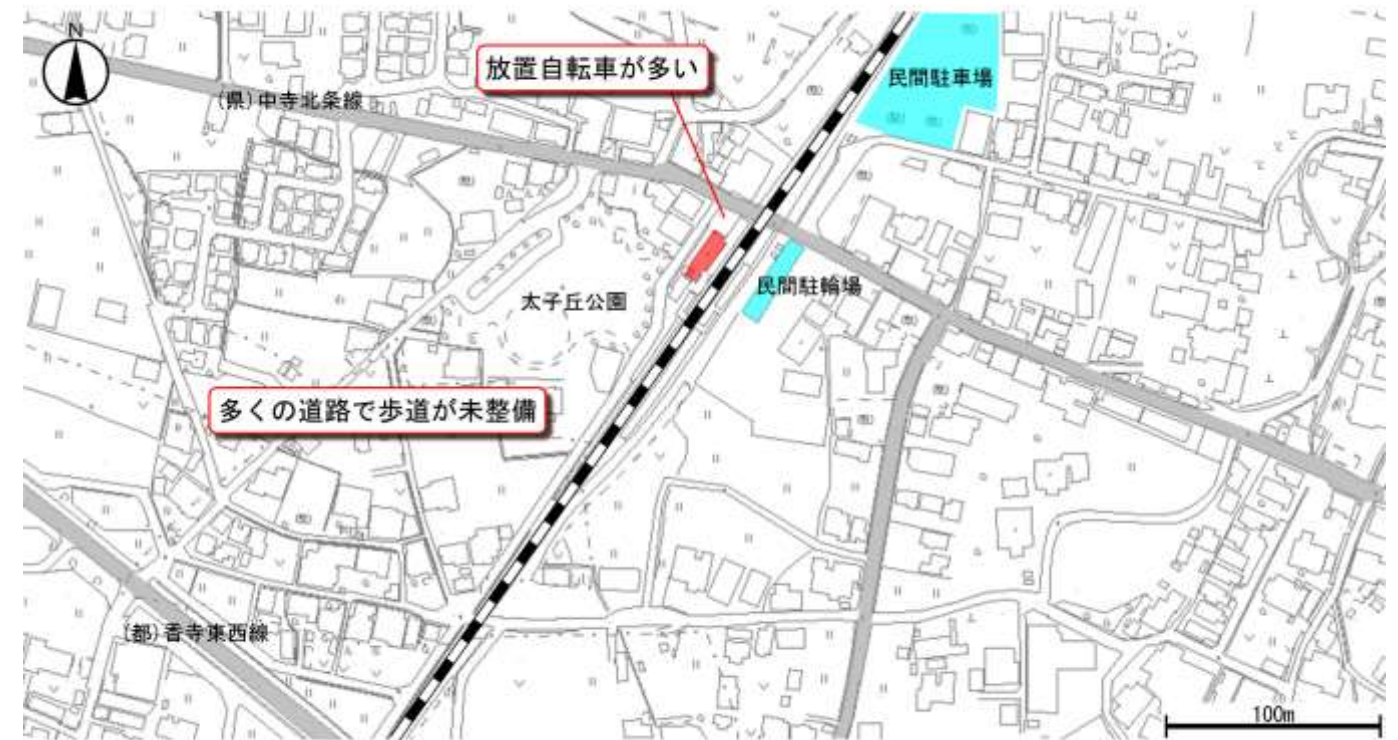 N
放置自転車が多い
民間駐車場
(県)中寺北条線
民間駐輪場
太子丘公園
多くの道路で歩道が未整備
(都)香寺東西線
100m